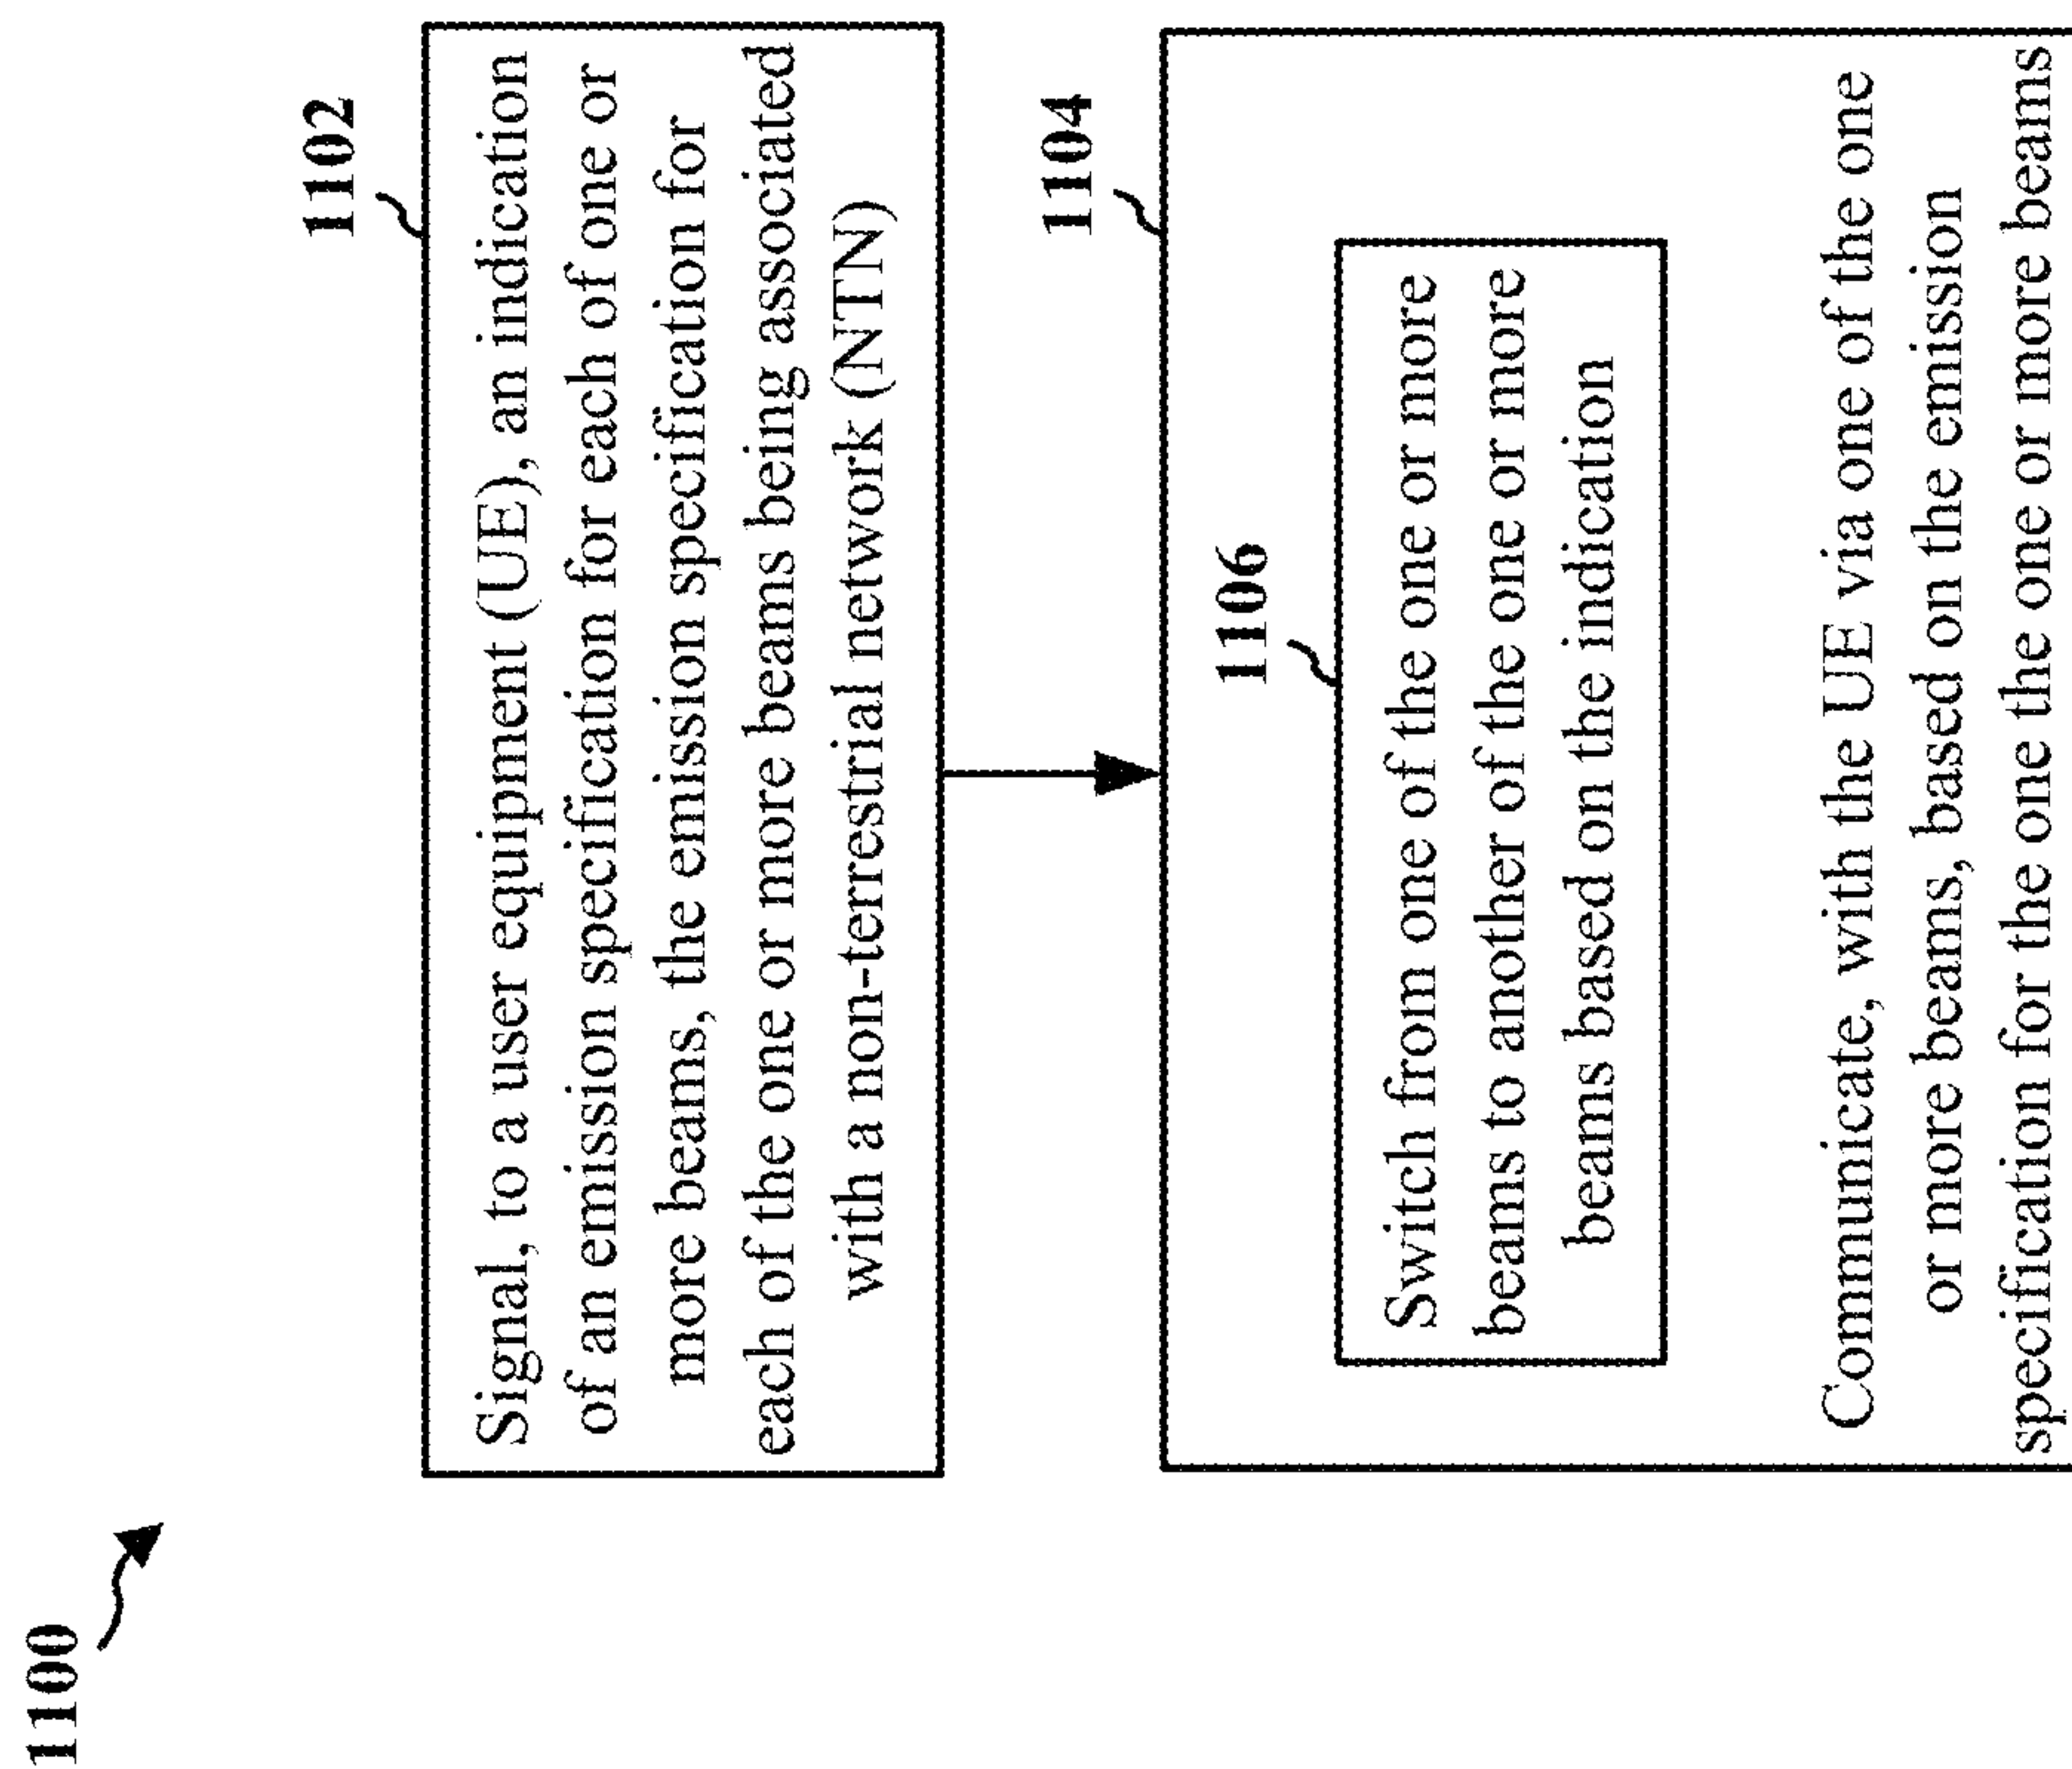 1100
1102
Signal, to a user equipment (UE), an indication
of an emission specification for each of one or
more beams, the emission specification for
each of the one or more beams being associated
with a non-terrestrial network (NTN)
1104
1106
Switch from one of the one or more
beams to another of the one or more
beams based on the indication
Communicate, with the UE via one of the one
or more beams, based on the emission
specification for the one the one or more beams